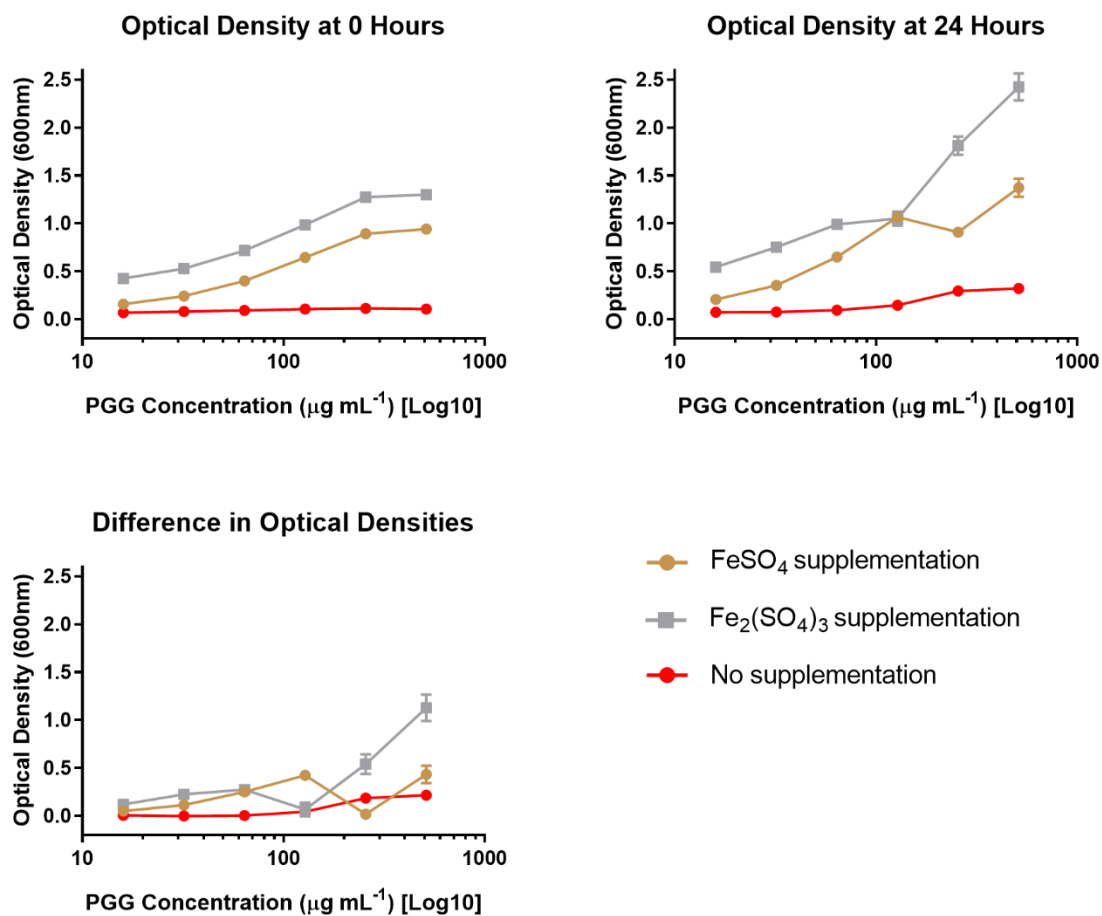 Optical Density at 0 Hours
Optical Density (600nm)
2.5
2.0
1.5
1.0
0.5
0.0
10
100
1000
PGG Concentration (μg mL⁻¹) [Log10]
Optical Density at 24 Hours
Optical Density (600nm)
2.5
2.0
1.5
1.0
0.5
0.0
10
100
1000
PGG Concentration (μg mL⁻¹) [Log10]
Difference in Optical Densities
Optical Density (600nm)
2.5
2.0
1.5
1.0
0.5
0.0
10
100
1000
PGG Concentration (μg mL⁻¹) [Log10]
FeSO₄ supplementation
Fe₂(SO₄)₃ supplementation
No supplementation